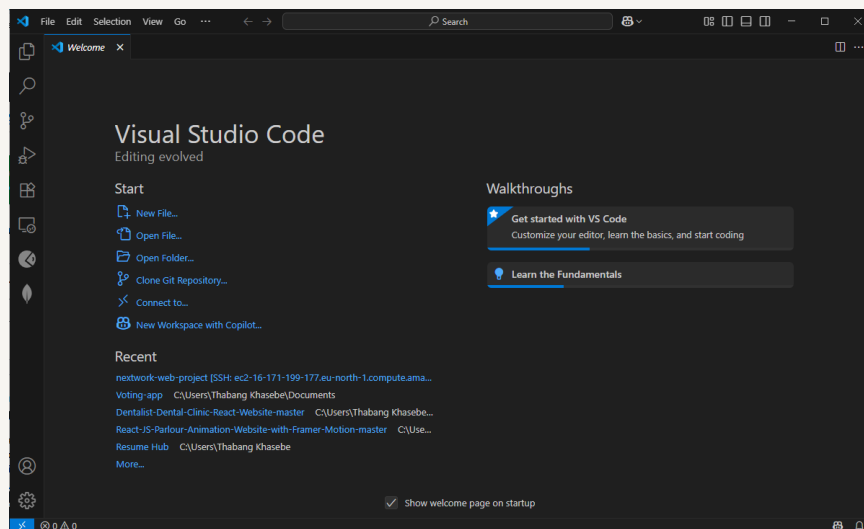 File Edit Selection View Go ··· Search
Welcome
Visual Studio Code
Editing evolved
Start
New File...
Open File...
Open Folder...
Clone Git Repository...
Connect to...
New Workspace with Copilot...
Recent
nextwork-web-project [SSH: ec2-16-171-199-177.eu-north-1.compute.ama...
Voting-app C:\Users\Thabang Khasebe\Documents
Dentalist-Dental-Clinic-React-Website-master C:\Users\Thabang Khasebe...
React-JS-Parlour-Animation-Website-with-Framer-Motion-master C:\Use...
Resume Hub C:\Users\Thabang Khasebe
More...
Walkthroughs
Get started with VS Code
Customize your editor, learn the basics, and start coding
Learn the Fundamentals
Show welcome page on startup
0 0